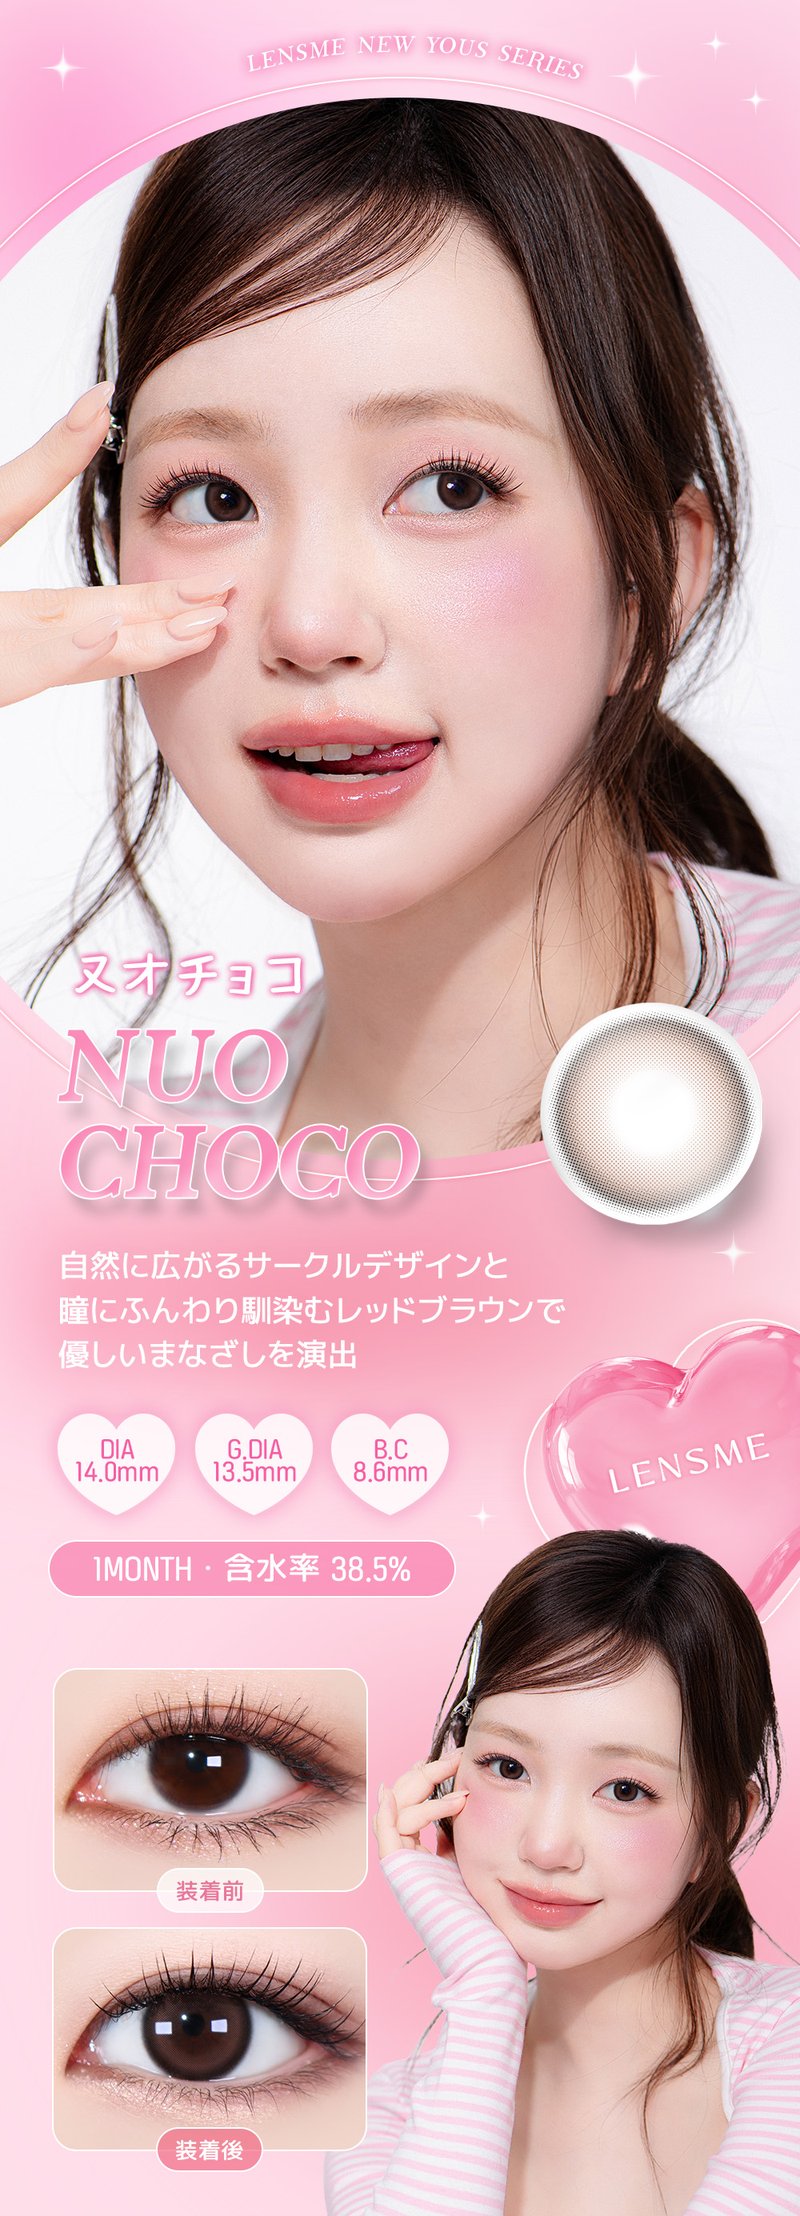 LENSME NEW YOUS SERIES
ヌオチョコ
NUO
CHOCO
自然に広がるサークルデザインと
瞳にふんわり馴染むレッドブラウンで
優しいまなざしを演出
DIA
14.0mm
G.DIA
13.5mm
B.C
8.6mm
LENSME
1MONTH・含水率 38.5%
装着前
装着後